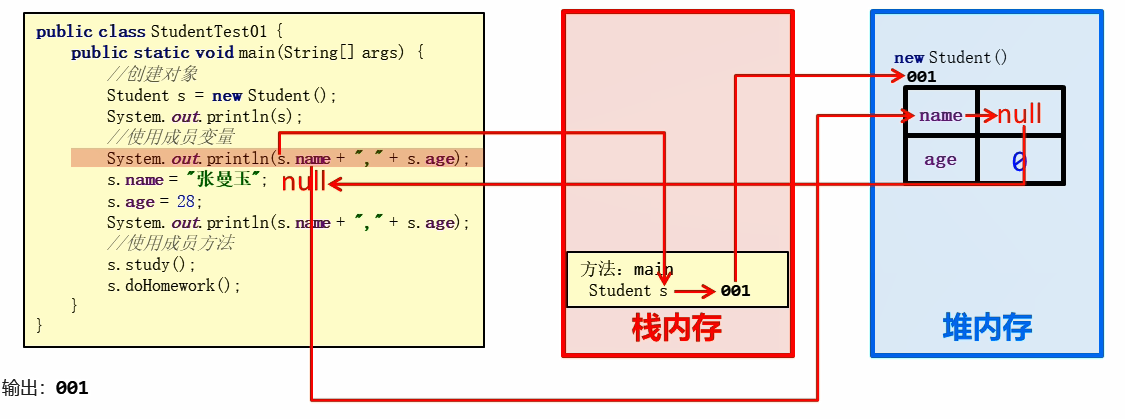 public class StudentTest01 {
public static void main(String[] args) {
//创建对象
Student s = new Student();
System.out.println(s);
//使用成员变量
System.out.println(s.name + "," + s.age);
s.name = "张曼玉";
null
s.age = 28;
System.out.println(s.name + "," + s.age);
//使用成员方法
s.study();
s.doHomework();
}
}
输出：001
方法：main
Student s
001
栈内存
new Student()
001
name
null
age
0
堆内存